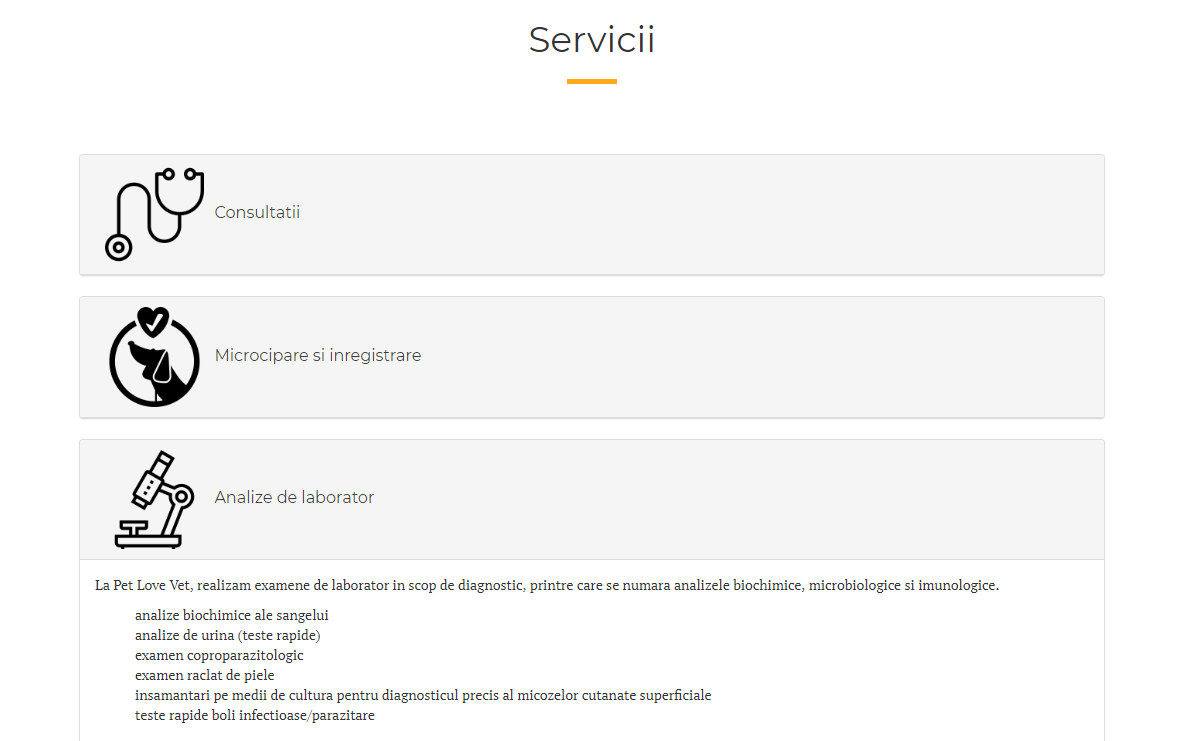 Servicii
Consultatii
Microcipare si inregistrare
Analize de laborator
La Pet Love Vet, realizam examene de laborator in scop de diagnostic, printre care se numara analizele biochimice, microbiologice si imunologice.
analize biochimice ale sangelui
analize de urina (teste rapide)
examen coproparazitologic
examen raclat de piele
insamantari pe medii de cultura pentru diagnosticul precis al micozelor cutanate superficiale
teste rapide boli infectioase/parazitare